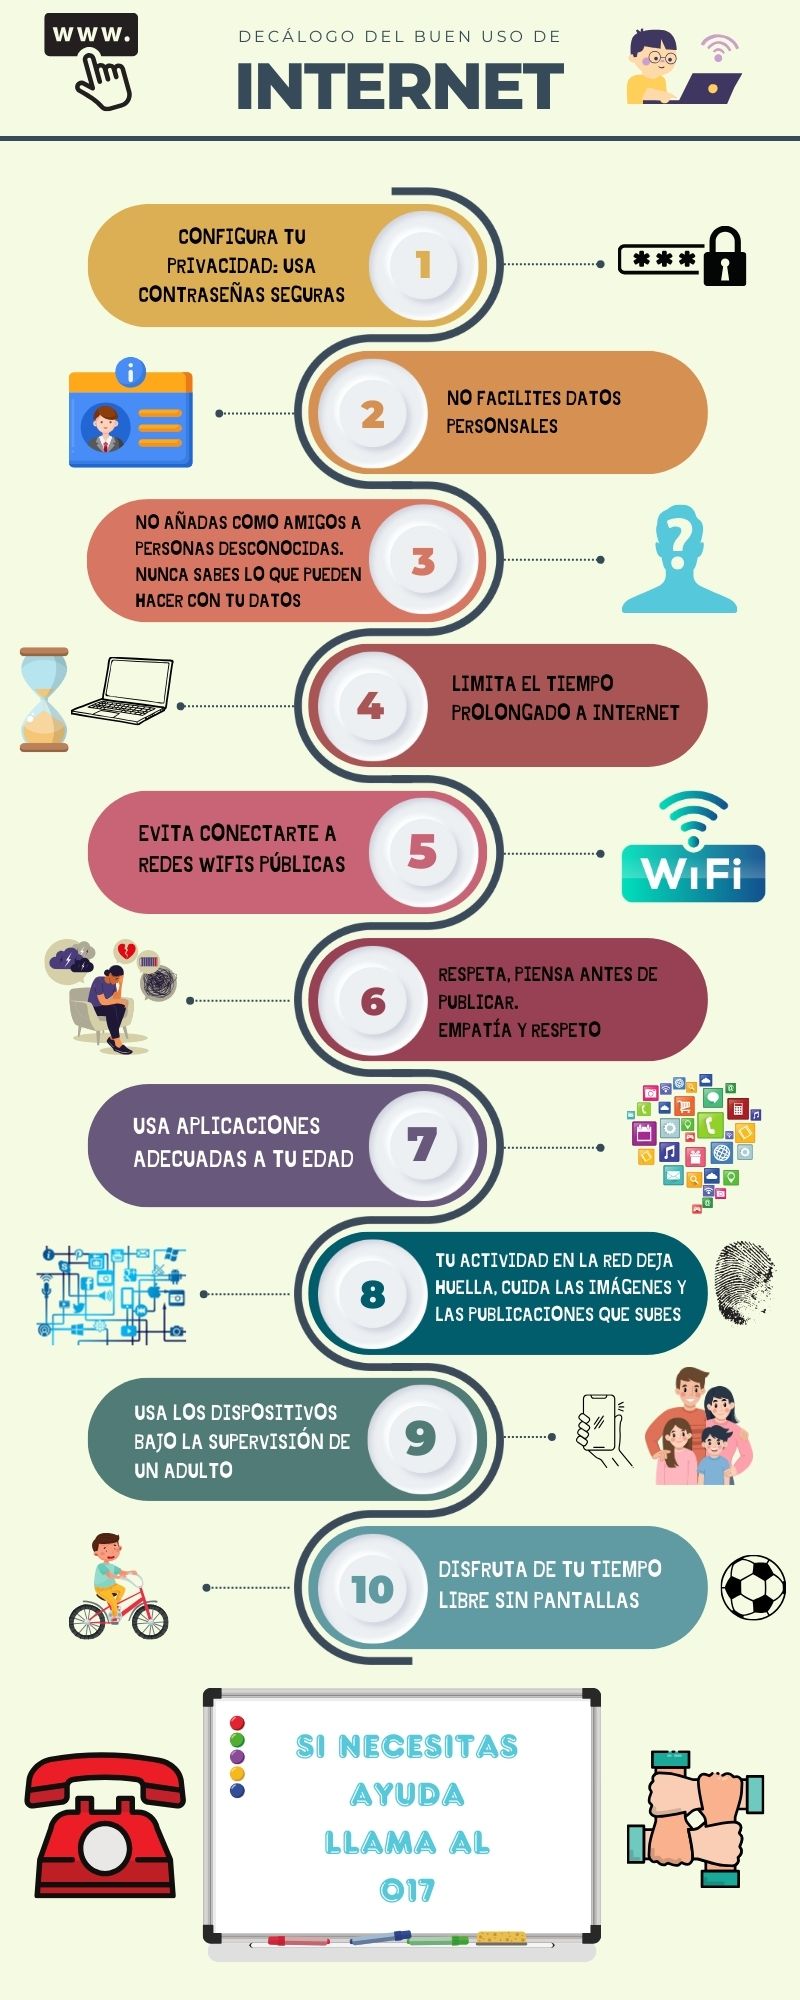 www.
DECÁLOGO DEL BUEN USO DE
INTERNET
CONFIGURA TU
PRIVACIDAD: USA
CONTRASEÑAS SEGURAS
1
***
2
NO FACILITES DATOS
PERSONSALES
NO AÑADAS COMO AMIGOS A
PERSONAS DESCONOCIDAS.
NUNCA SABES LO QUE PUEDEN
HACER CON TU DATOS
3
?
4
LIMITA EL TIEMPO
PROLONGADO A INTERNET
EVITA CONECTARTE A
REDES WIFIS PÚBLICAS
5
WiFi
6
RESPETA, PIENSA ANTES DE
PUBLICAR.
EMPATÍA Y RESPETO
USA APLICACIONES
ADECUADAS A TU EDAD
7
8
TU ACTIVIDAD EN LA RED DEJA
HUELLA, CUIDA LAS IMÁGENES Y
LAS PUBLICACIONES QUE SUBES
USA LOS DISPOSITIVOS
BAJO LA SUPERVISIÓN DE
UN ADULTO
9
10
DISFRUTA DE TU TIEMPO
LIBRE SIN PANTALLAS
SI NECESITAS
AYUDA
LLAMA AL
017